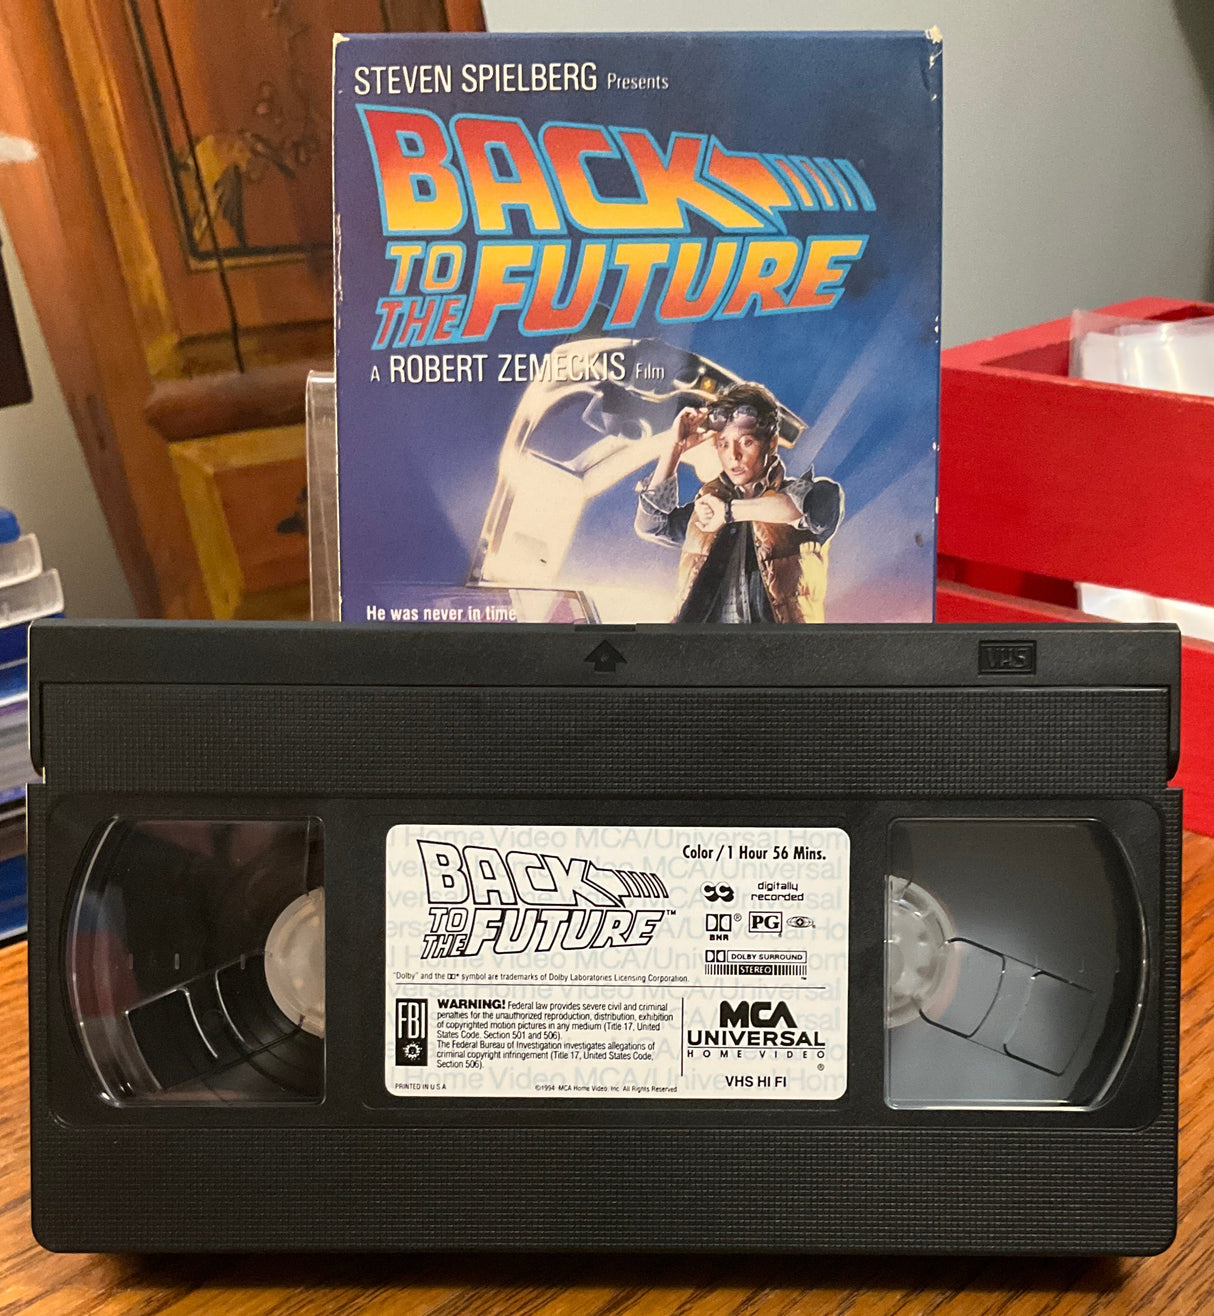 STEVEN SPIELBERG Presents
BACK
TO
THE FUTURE
A ROBERT ZEMECKIS Film
He was never in time
VHS
BACK
TO
THE FUTURE™
Color / 1 Hour 56 Mins.
CC digitally
recorded
BNR
® PG
DOLBY SURROUND
STEREO
"Dolby" and the symbol are trademarks of Dolby Laboratories Licensing Corporation.
FBI
WARNING! Federal law provides severe civil and criminal
penalties for the unauthorized reproduction, distribution, exhibition
of copyrighted motion pictures in any medium (Title 17, United
States Code, Section 501 and 506).
The Federal Bureau of Investigation investigates allegations of
criminal copyright infringement (Title 17, United States Code,
Section 506).
MCA
UNIVERSAL
HOME VIDEO
®
PRINTED IN U.S.A.
©1994 MCA Home Video, Inc. All Rights Reserved
VHS HI FI